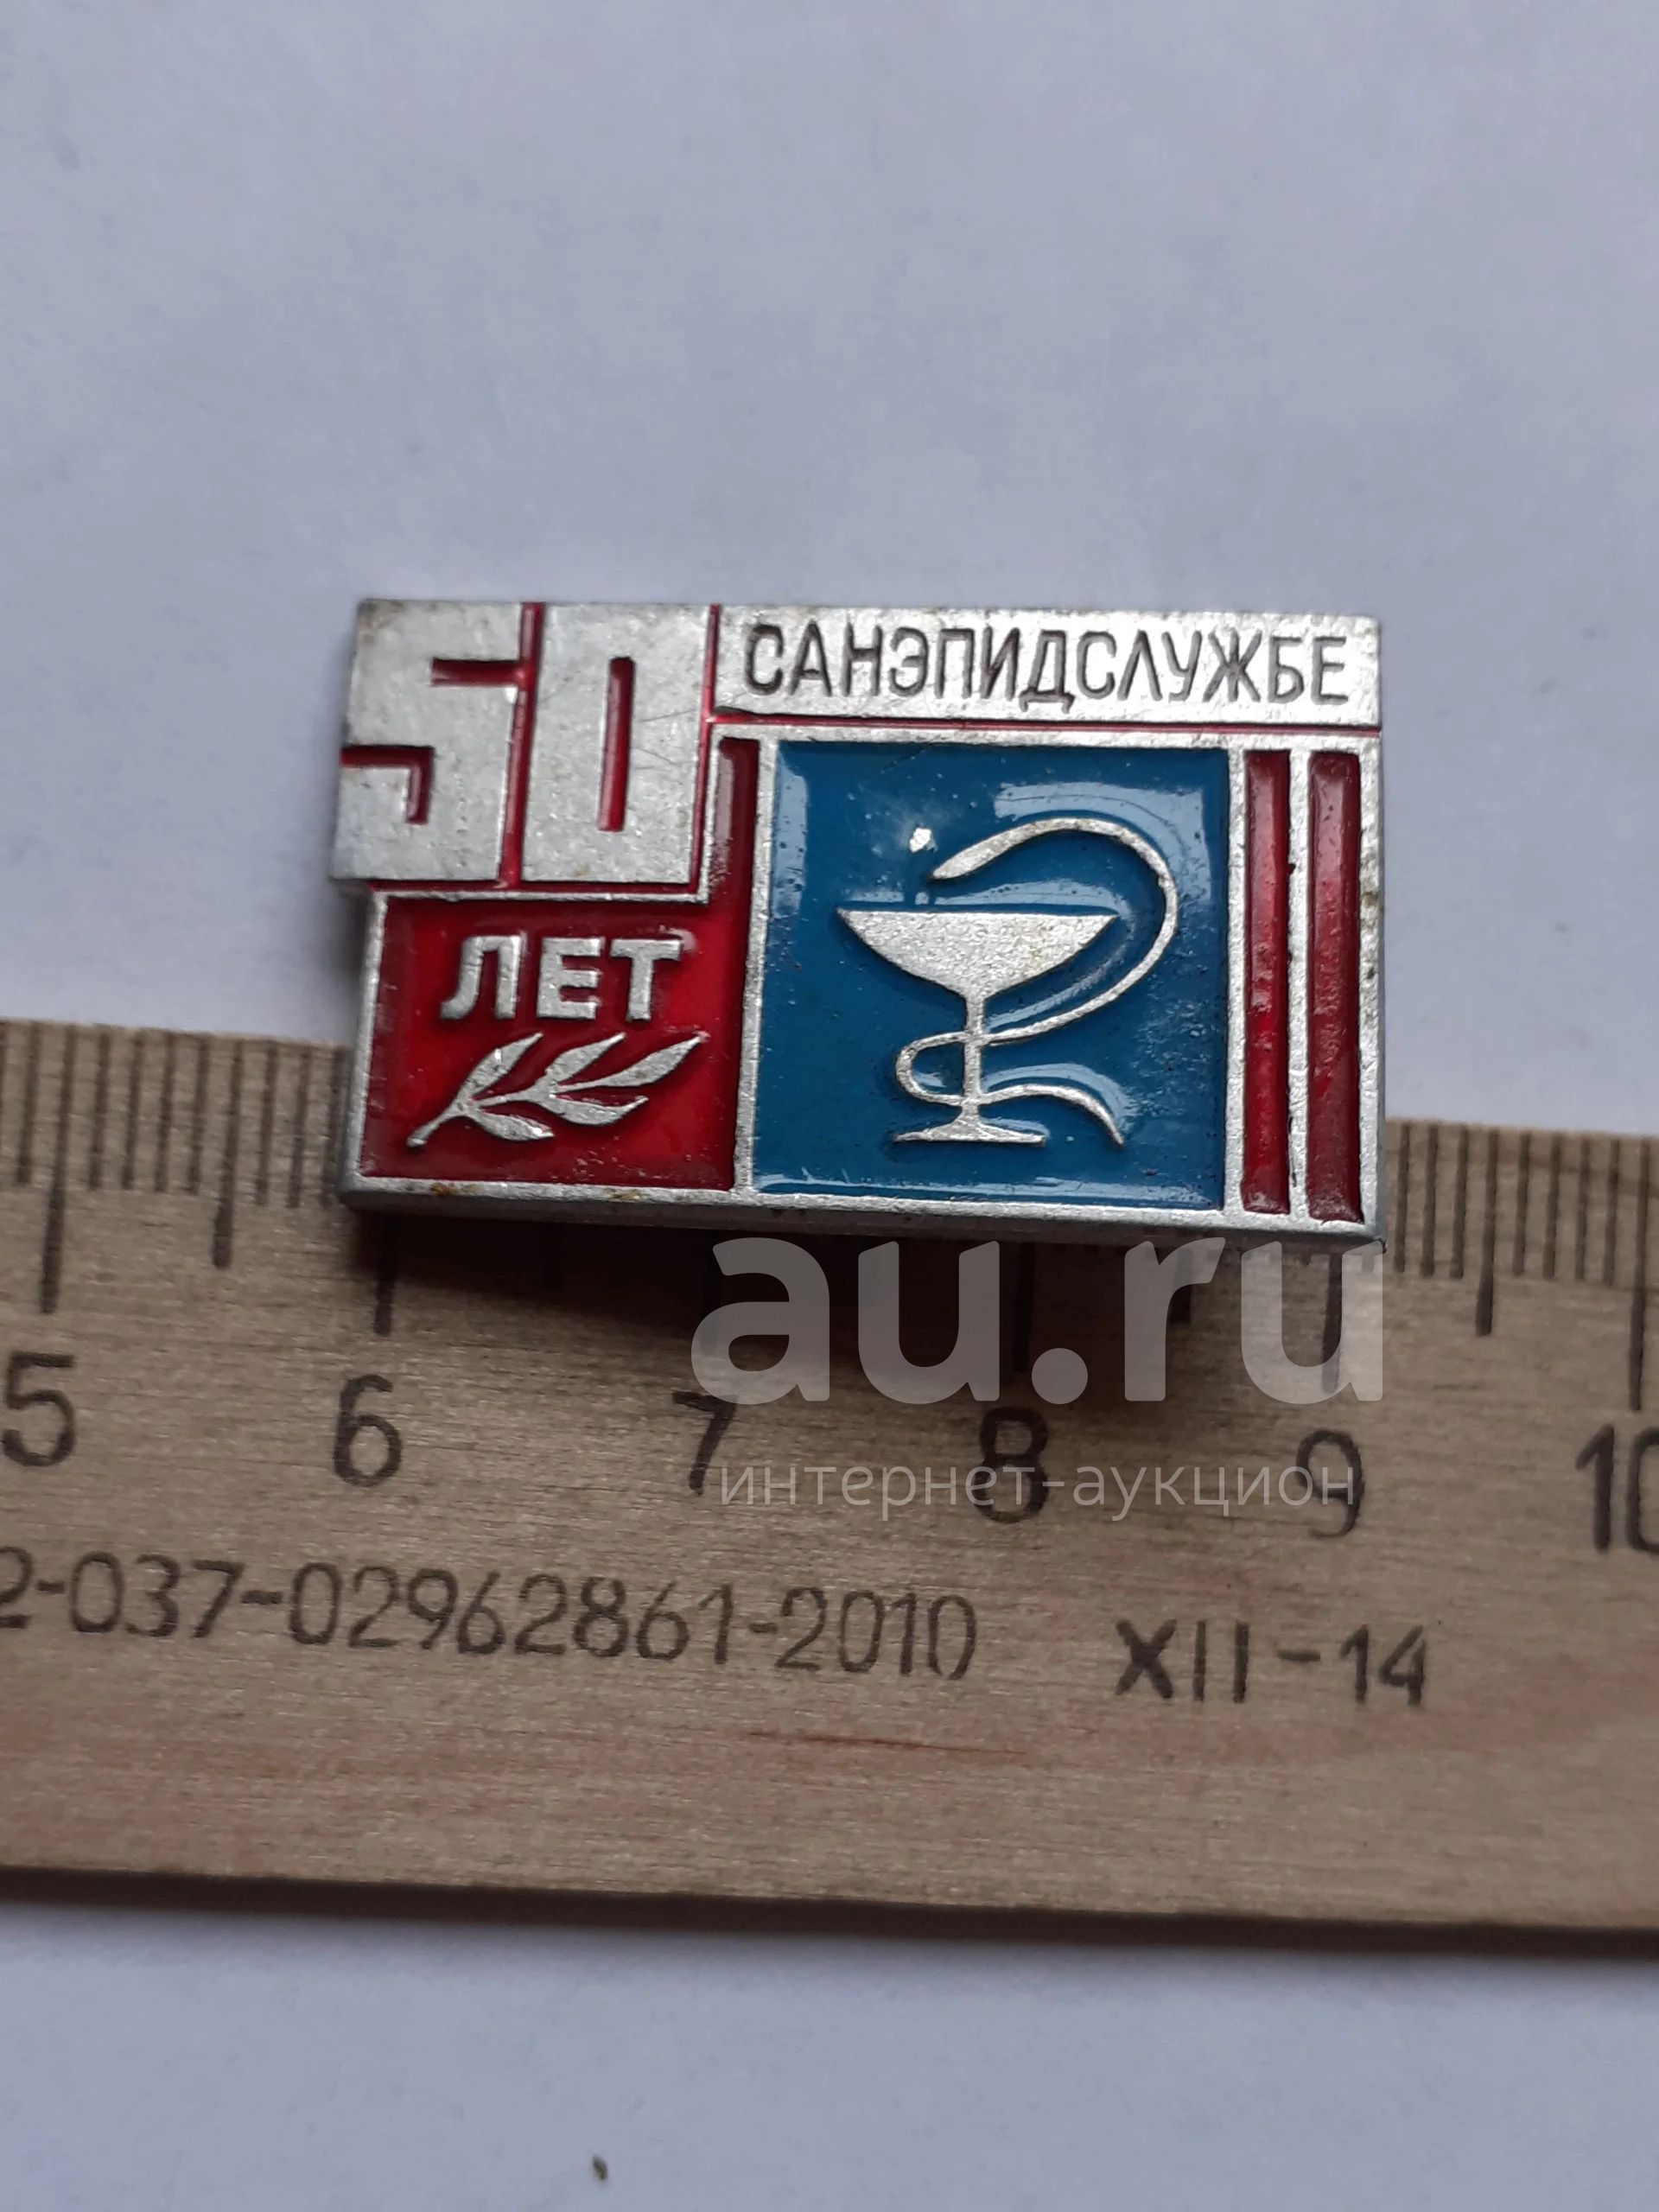 50 САНЭПИДСЛУЖБЕ
ЛЕТ
au.ru
интернет-аукцион
5 6 7 8 9 10
2-037-02962861-2010 XII-14